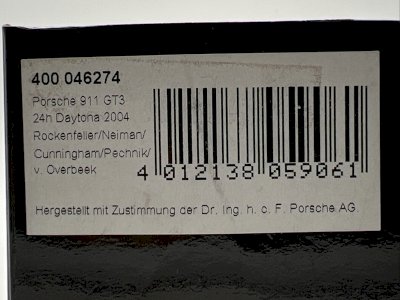 400 046274
Porsche 911 GT3
24h Daytona 2004
Rockenfeller/Neiman/
Cunningham/Pechnik/
v. Overbeek
4 012138 059061
Hergestellt mit Zustimmung der Dr. Ing. h. c. F. Porsche AG.